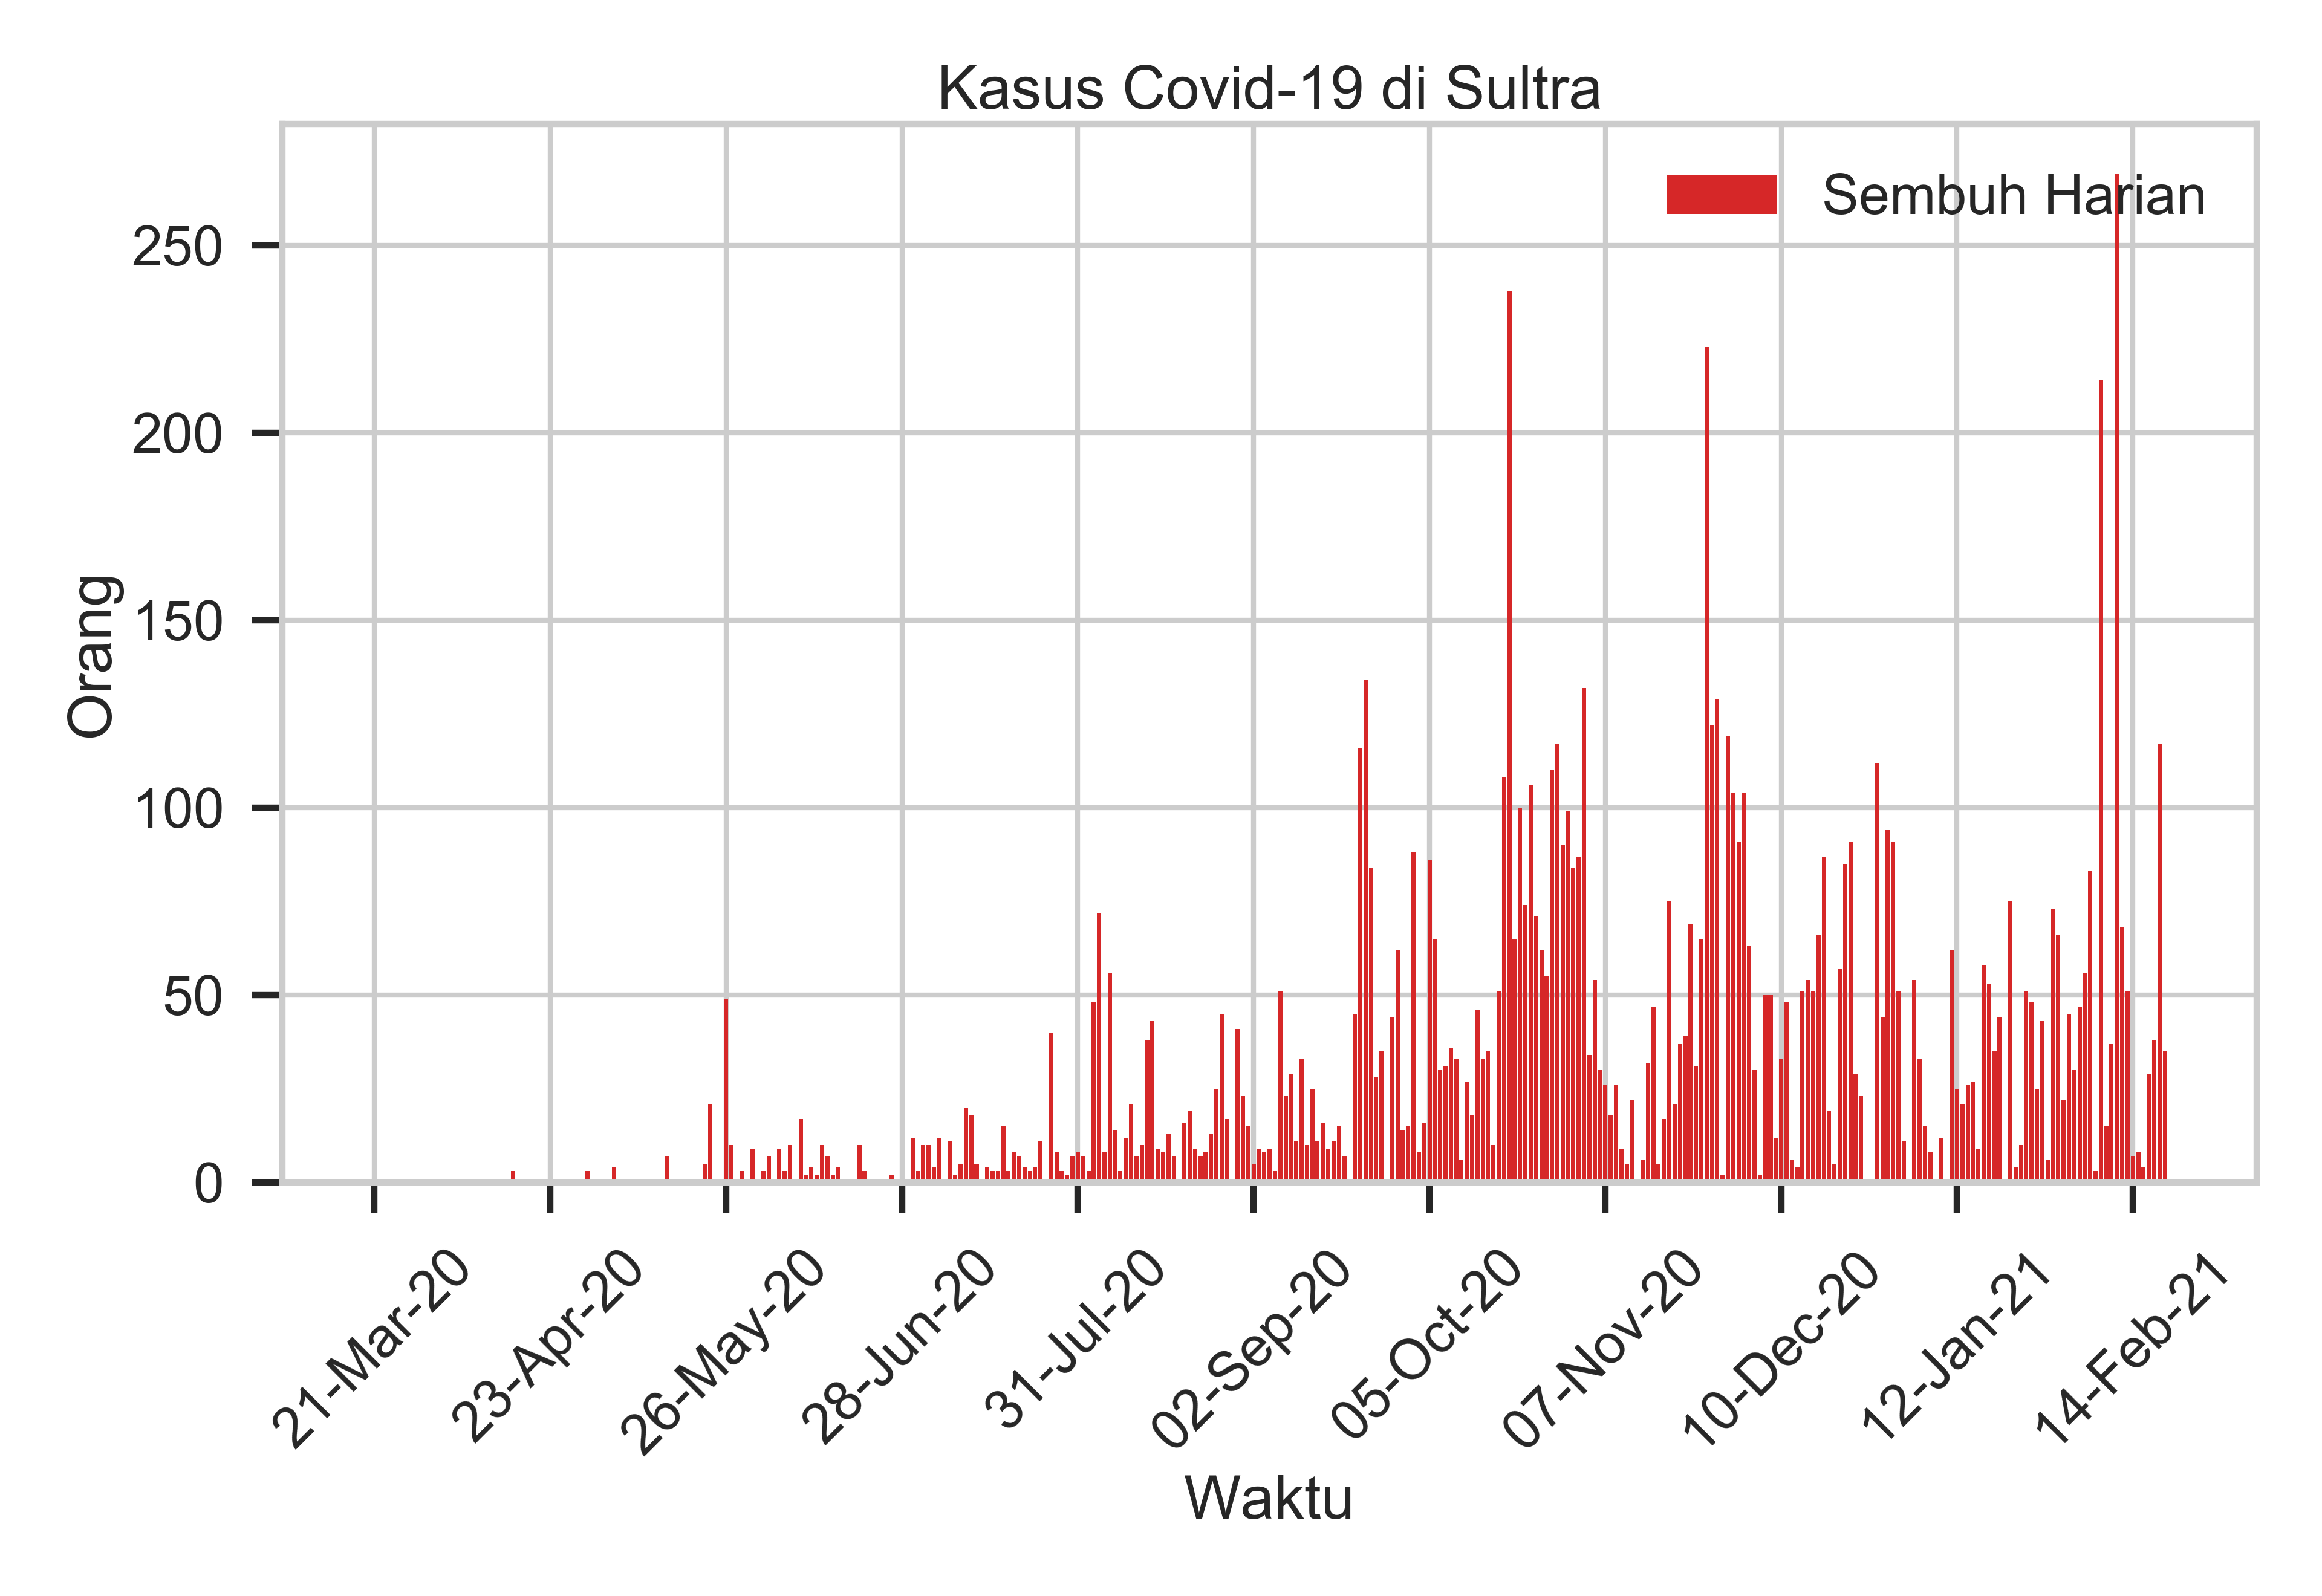 Kasus Covid-19 di Sultra
Sembuh Harian
Orang
250
200
150
100
50
0
21-Mar-20
23-Apr-20
26-May-20
28-Jun-20
31-Jul-20
02-Sep-20
05-Oct-20
07-Nov-20
10-Dec-20
12-Jan-21
14-Feb-21
Waktu